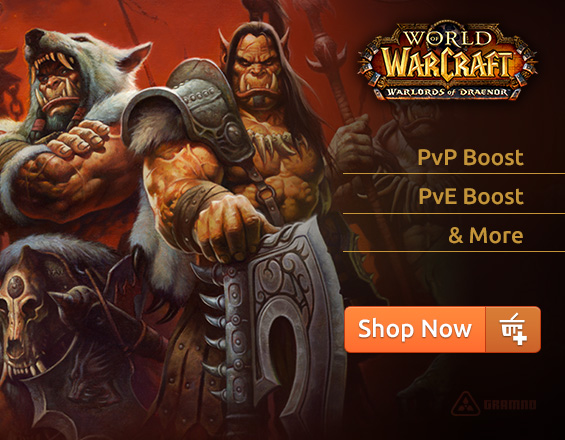 WORLD
OF
WARCRAFT
WARLORDS OF DRAENOR
PvP Boost
PvE Boost
& More
Shop Now